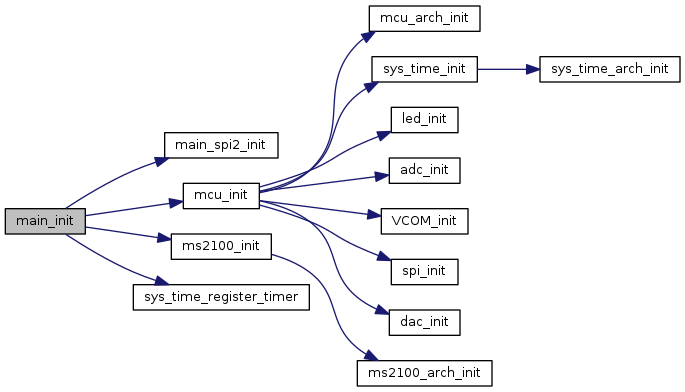 mcu_arch_init
sys_time_init
sys_time_arch_init
led_init
main_spi2_init
adc_init
mcu_init
main_init
VCOM_init
ms2100_init
spi_init
sys_time_register_timer
dac_init
ms2100_arch_init